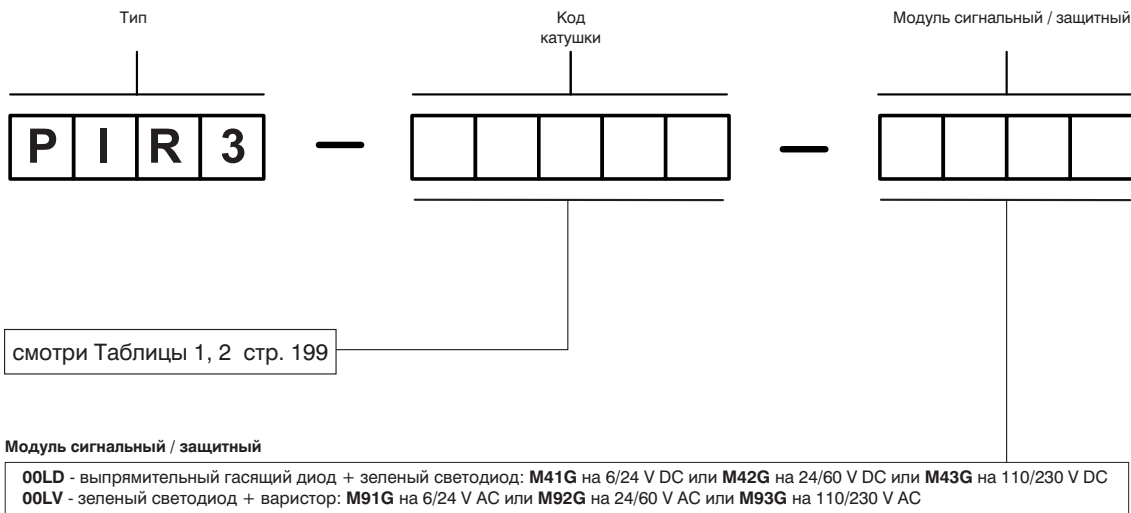 Тип
Код
катушки
Модуль сигнальный / защитный
PIR3 – –
смотри Таблицы 1, 2 стр. 199
Модуль сигнальный / защитный
00LD - выпрямительный гасящий диод + зеленый светодиод: M41G на 6/24 V DC или M42G на 24/60 V DC или M43G на 110/230 V DC
00LV - зеленый светодиод + варистор: M91G на 6/24 V AC или M92G на 24/60 V AC или M93G на 110/230 V AC